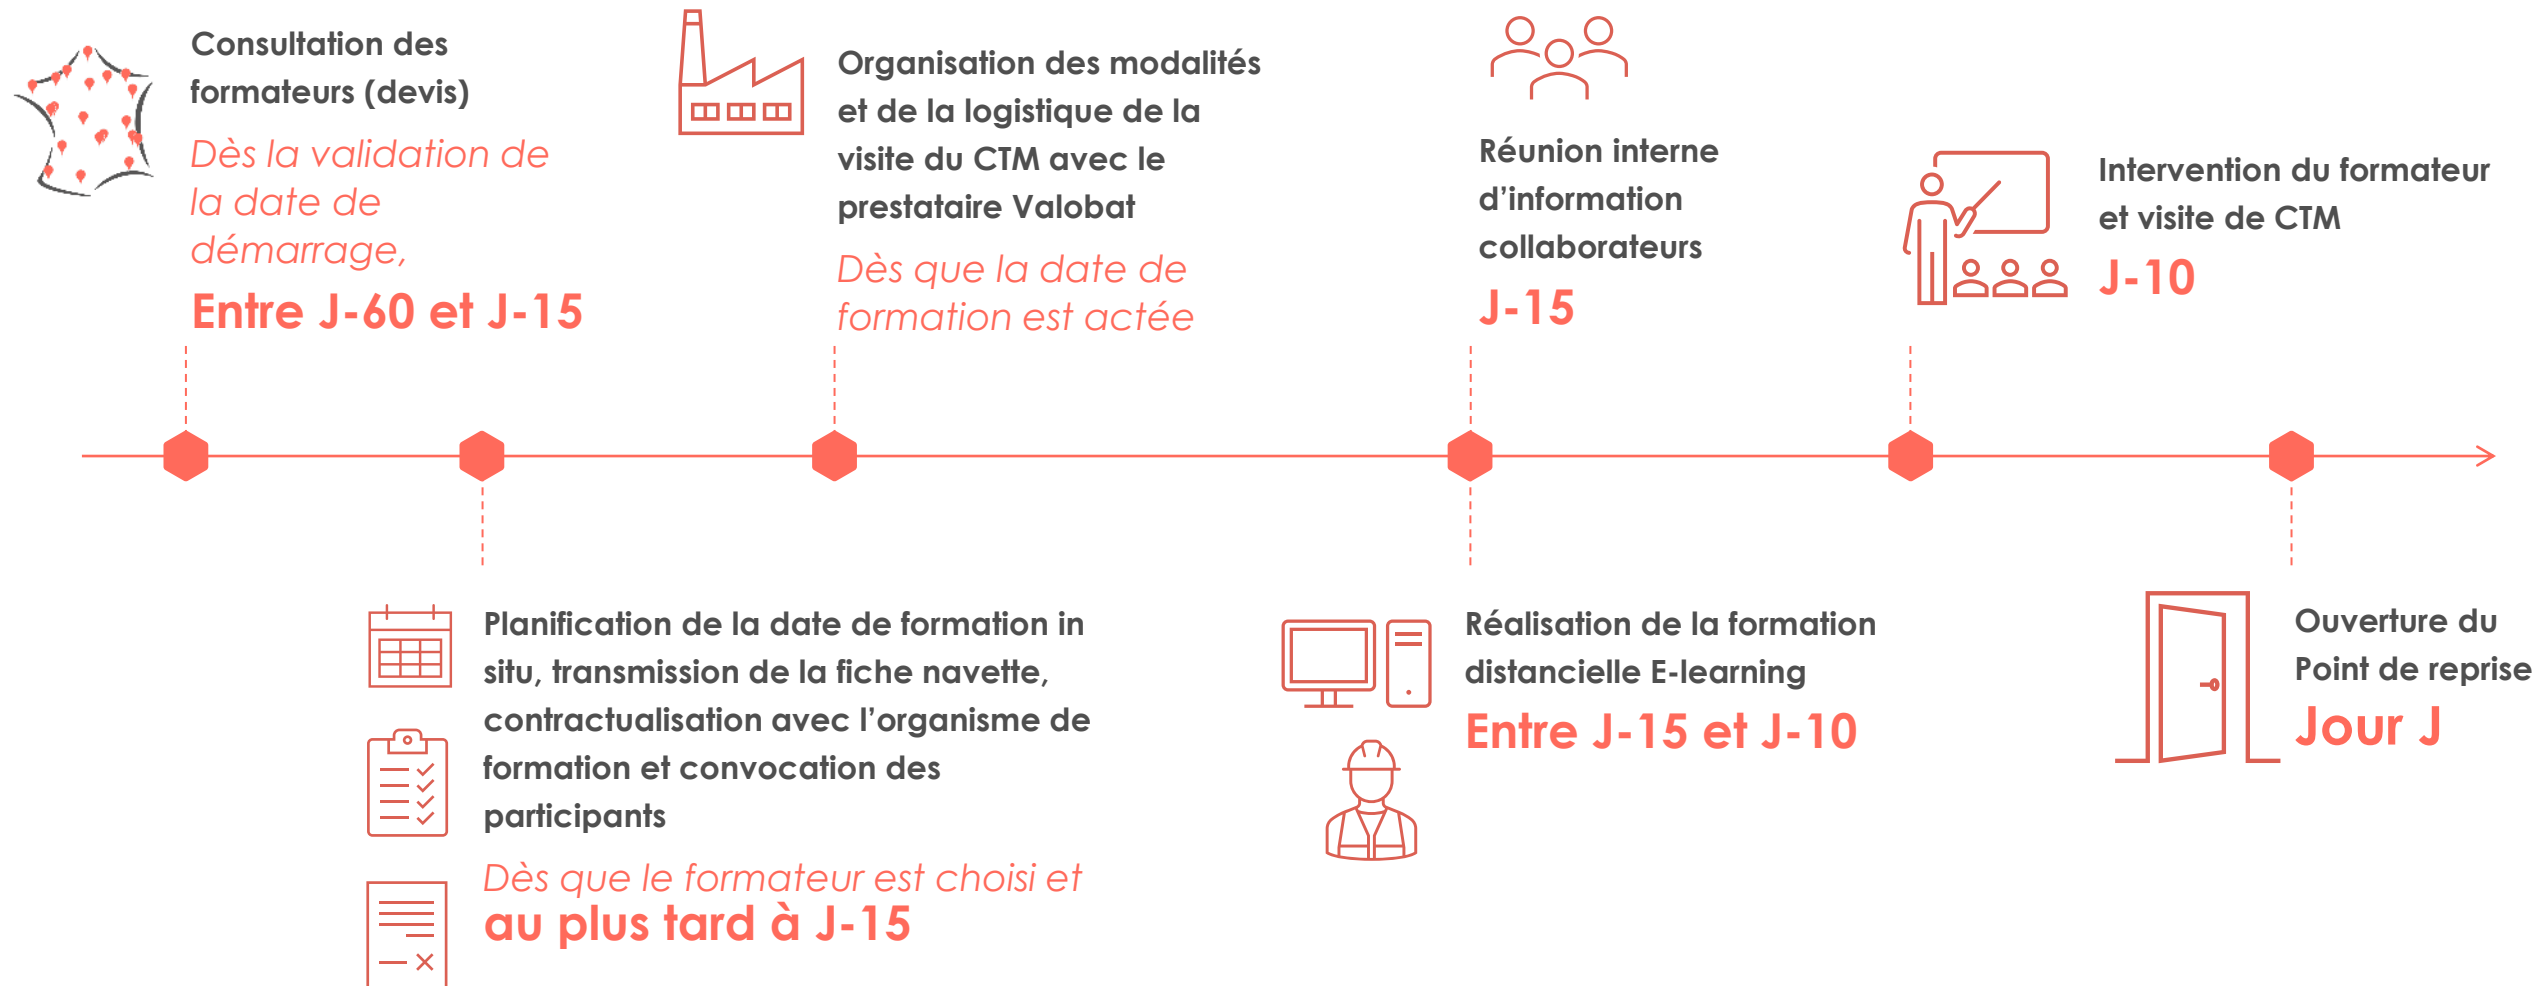 Consultation des
formateurs (devis)
Dès la validation de
la date de
démarrage,
Entre J-60 et J-15
Organisation des modalités
et de la logistique de la
visite du CTM avec le
prestataire Valobat
Dès que la date de
formation est actée
Réunion interne
d’information
collaborateurs
J-15
Intervention du formateur
et visite de CTM
J-10
Planification de la date de formation in
situ, transmission de la fiche navette,
contractualisation avec l’organisme de
formation et convocation des
participants
Dès que le formateur est choisi et
au plus tard à J-15
Réalisation de la formation
distancielle E-learning
Entre J-15 et J-10
Ouverture du
Point de reprise
Jour J